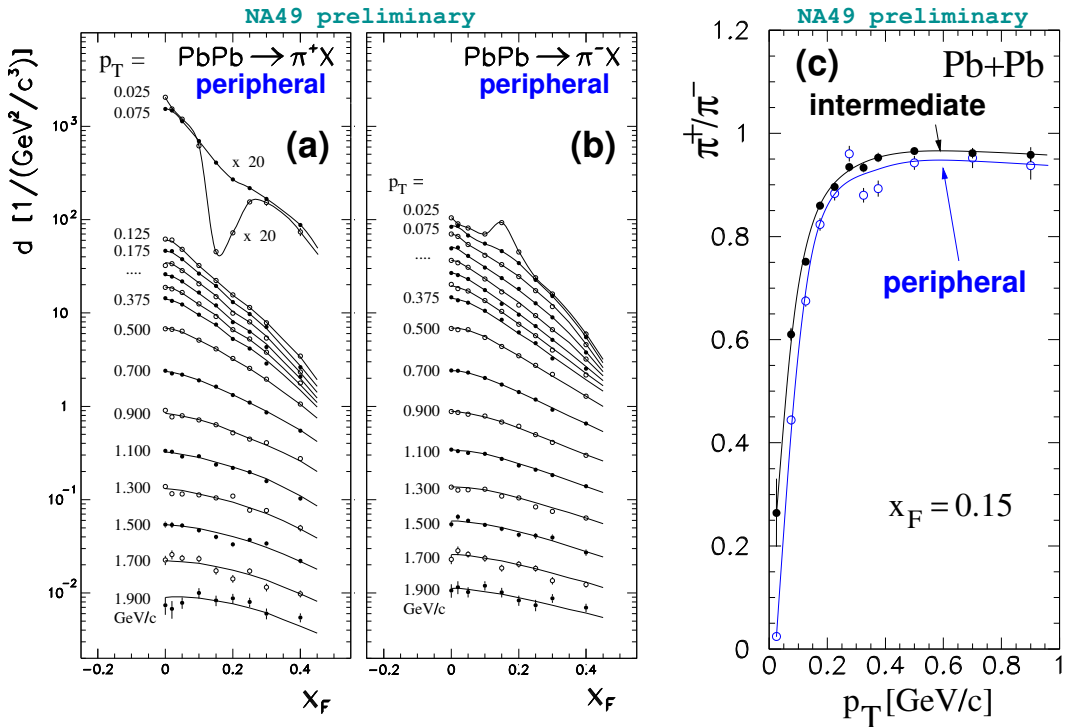 NA49 preliminary
PbPb → π⁺X
peripheral
(a)
d [1/(GeV²/c³)]
p_T =
0.025
0.075
x 20
x 20
0.125
0.175
....
0.375
0.500
0.700
0.900
1.100
1.300
1.500
1.700
1.900
GeV/c
10³
10²
10
1
10⁻¹
10⁻²
-0.2 0 0.2 0.4
x_F
PbPb → π⁻X
peripheral
(b)
p_T =
0.025
0.075
....
0.375
0.500
0.700
0.900
1.100
1.300
1.500
1.700
1.900
GeV/c
-0.2 0 0.2 0.4
x_F
NA49 preliminary
(c)
Pb+Pb
intermediate
peripheral
x_F = 0.15
π⁺/π⁻
1.2
1
0.8
0.6
0.4
0.2
0
0 0.2 0.4 0.6 0.8 1
p_T [GeV/c]